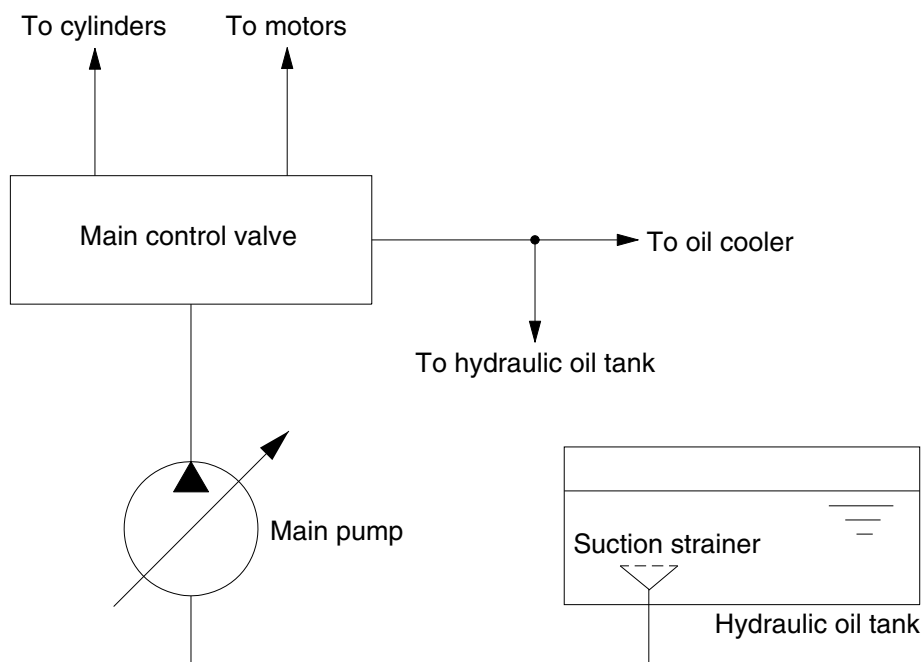 To cylinders
To motors
Main control valve
To oil cooler
To hydraulic oil tank
Main pump
Suction strainer
Hydraulic oil tank